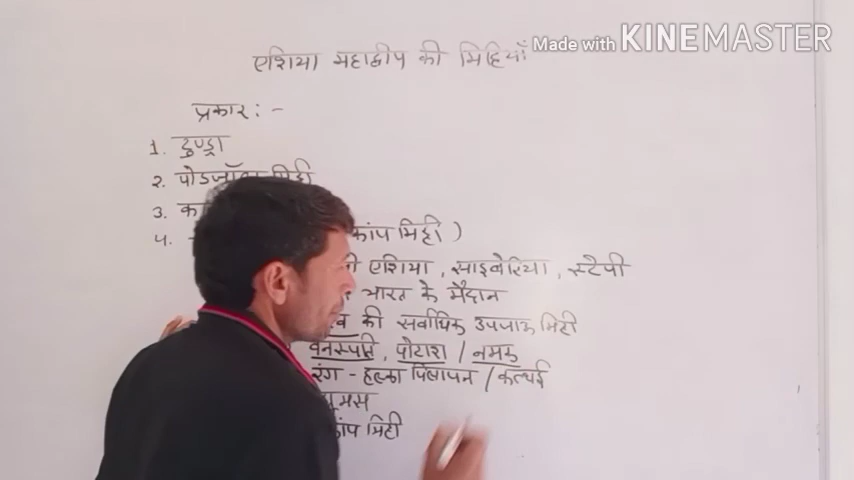 Made with KINEMASTER
एशिया महाद्वीप की मिट्टियाँ
प्रकार : -
1. टुण्ड्रा
2. पोडजॉल मिट्टी
3. का
4. कांप मिट्टी )
एशिया , साइबेरिया , स्टेपी
भारत के मैदान
की सर्वाधिक उपजाऊ मिट्टी
वनस्पति , पोटाश / नमक
रंग - हल्का पिलापन / कत्थई
कांप मिट्टी